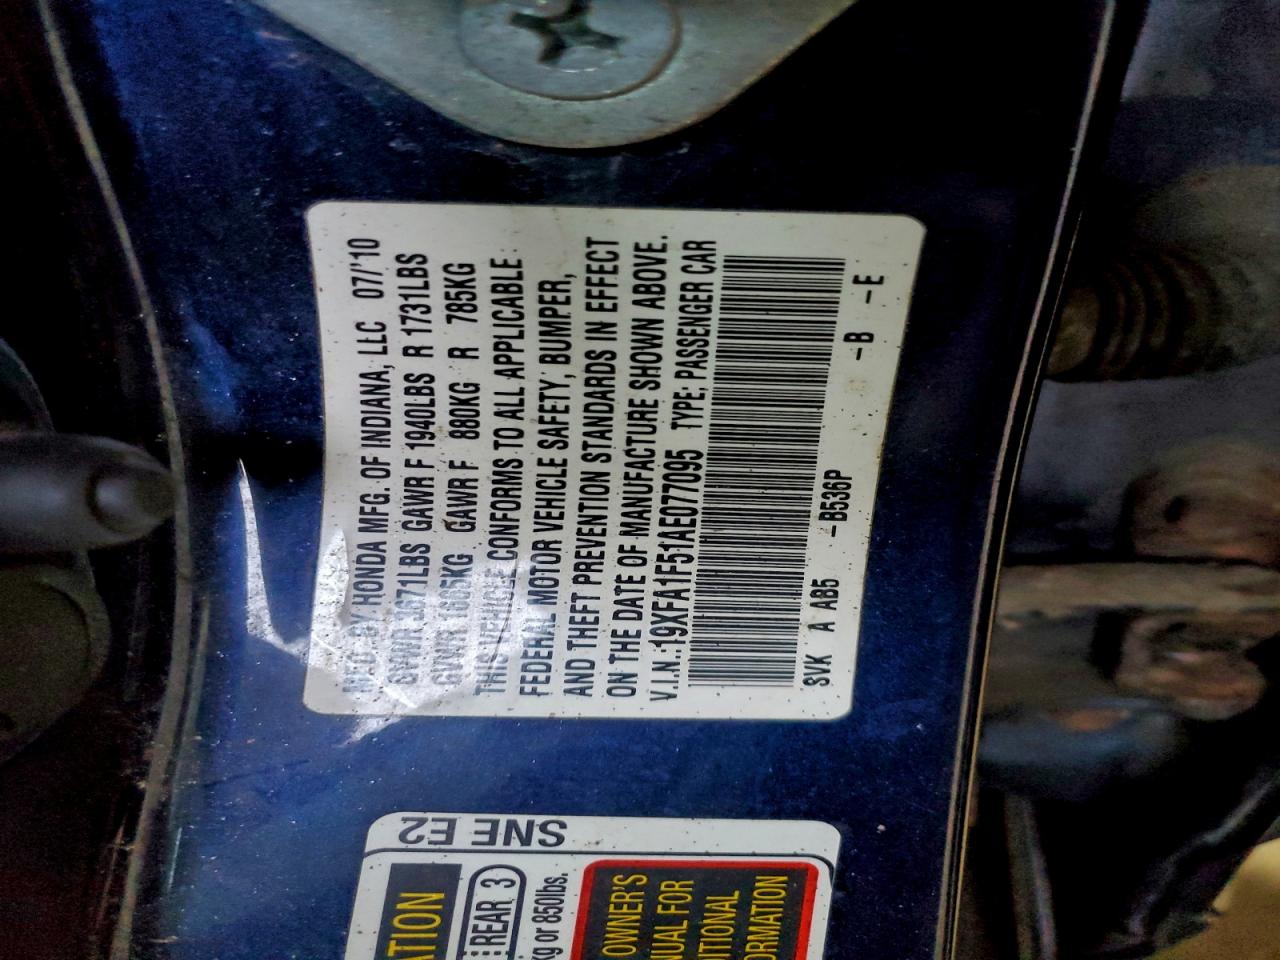 MFD. BY HONDA MFG. OF INDIANA, LLC 07/'10
GVWR 3671LBS GAWR F 1940LBS R 1731LBS
GVWR 1665KG GAWR F 880KG R 785KG
THIS VEHICLE CONFORMS TO ALL APPLICABLE
FEDERAL MOTOR VEHICLE SAFETY, BUMPER,
AND THEFT PREVENTION STANDARDS IN EFFECT
ON THE DATE OF MANUFACTURE SHOWN ABOVE.
V.I.N.:19XFA1F51AE077095 TYPE: PASSENGER CAR
SVK A AB5 -B536P -B -E
SNE E2
ATION
REAR 3
kg or 850lbs.
OWNER'S
NUAL FOR
DITIONAL
ORMATION